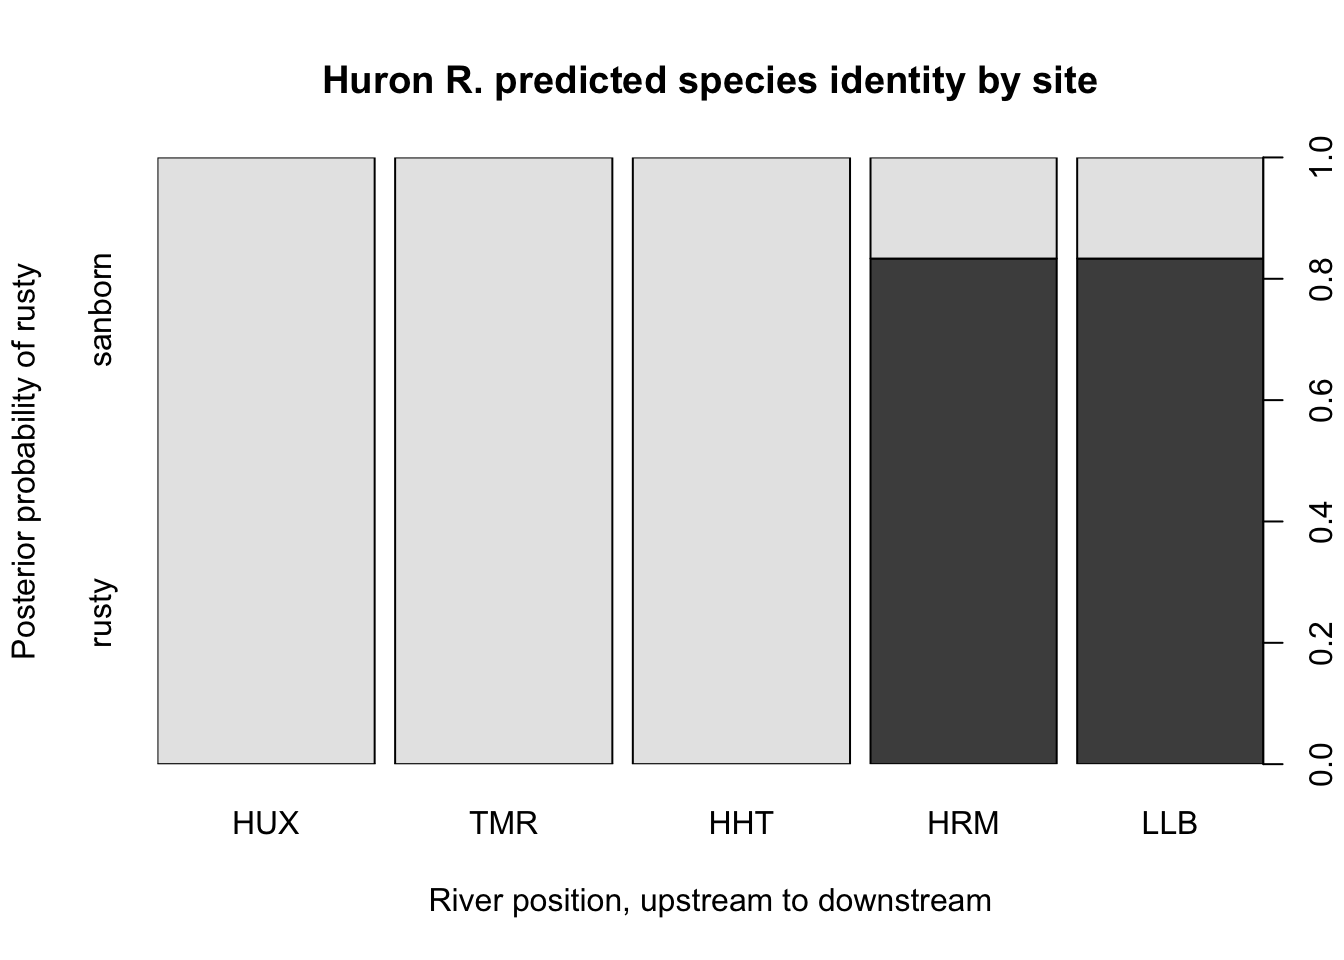 Huron R. predicted species identity by site
Posterior probability of rusty
sanborn
rusty
1.0
0.8
0.6
0.4
0.2
0.0
HUX TMR HHT HRM LLB
River position, upstream to downstream